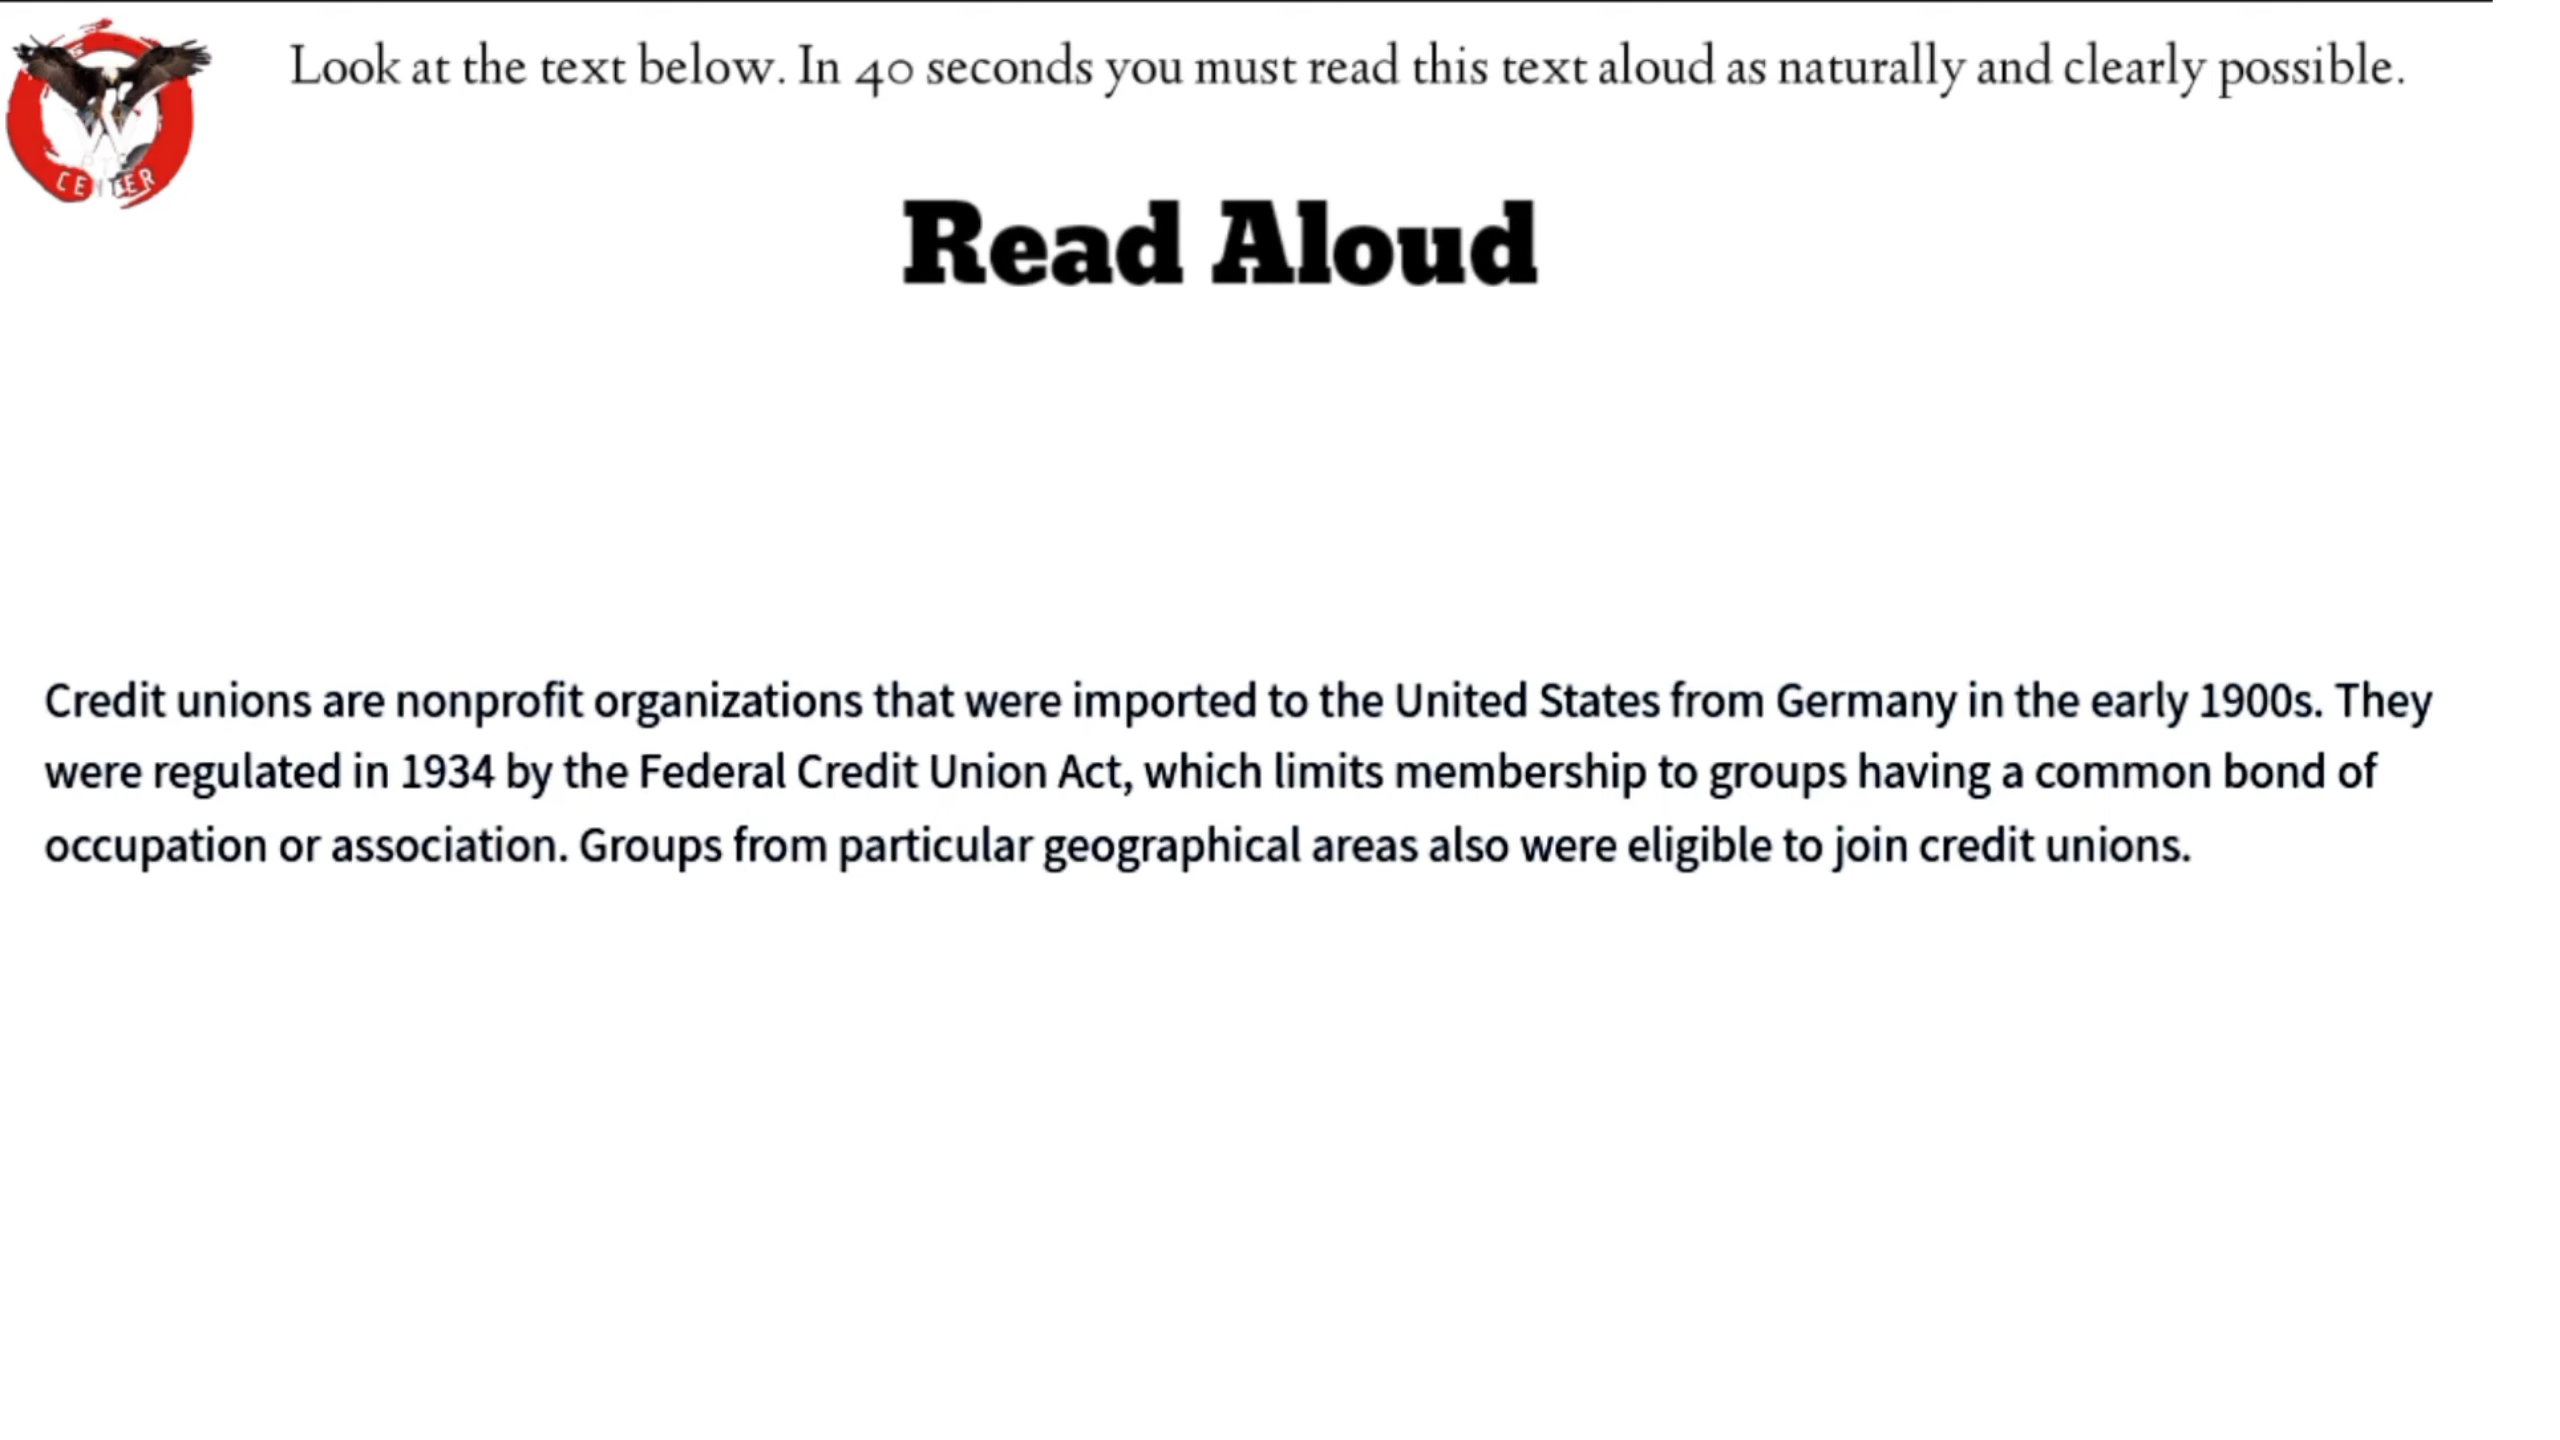 Look at the text below. In 40 seconds you must read this text aloud as naturally and clearly possible.
CENTER
Read Aloud
Credit unions are nonprofit organizations that were imported to the United States from Germany in the early 1900s. They
were regulated in 1934 by the Federal Credit Union Act, which limits membership to groups having a common bond of
occupation or association. Groups from particular geographical areas also were eligible to join credit unions.